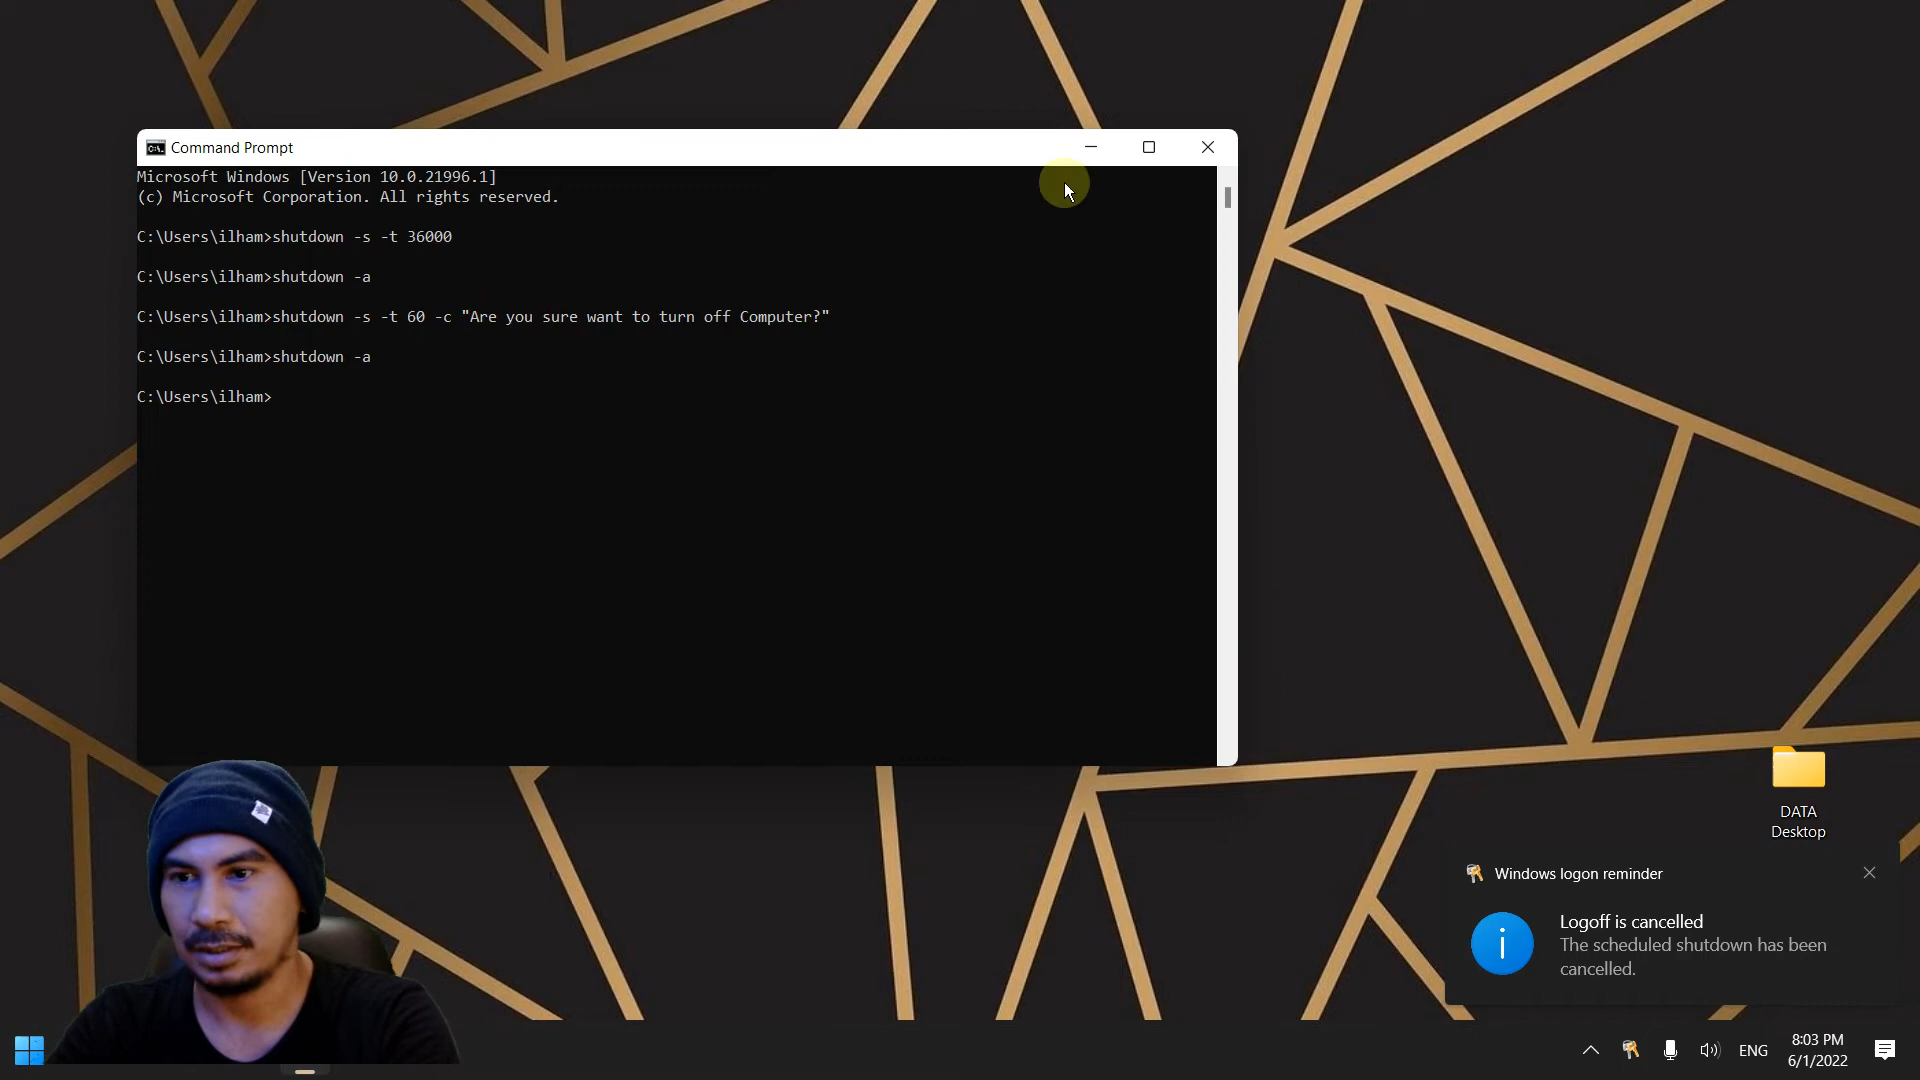 Command Prompt
Microsoft Windows [Version 10.0.21996.1]
(c) Microsoft Corporation. All rights reserved.
C:\Users\ilham>shutdown -s -t 36000
C:\Users\ilham>shutdown -a
C:\Users\ilham>shutdown -s -t 60 -c "Are you sure want to turn off Computer?"
C:\Users\ilham>shutdown -a
C:\Users\ilham>
DATA
Desktop
Windows logon reminder
Logoff is cancelled
The scheduled shutdown has been
cancelled.
ENG
8:03 PM
6/1/2022